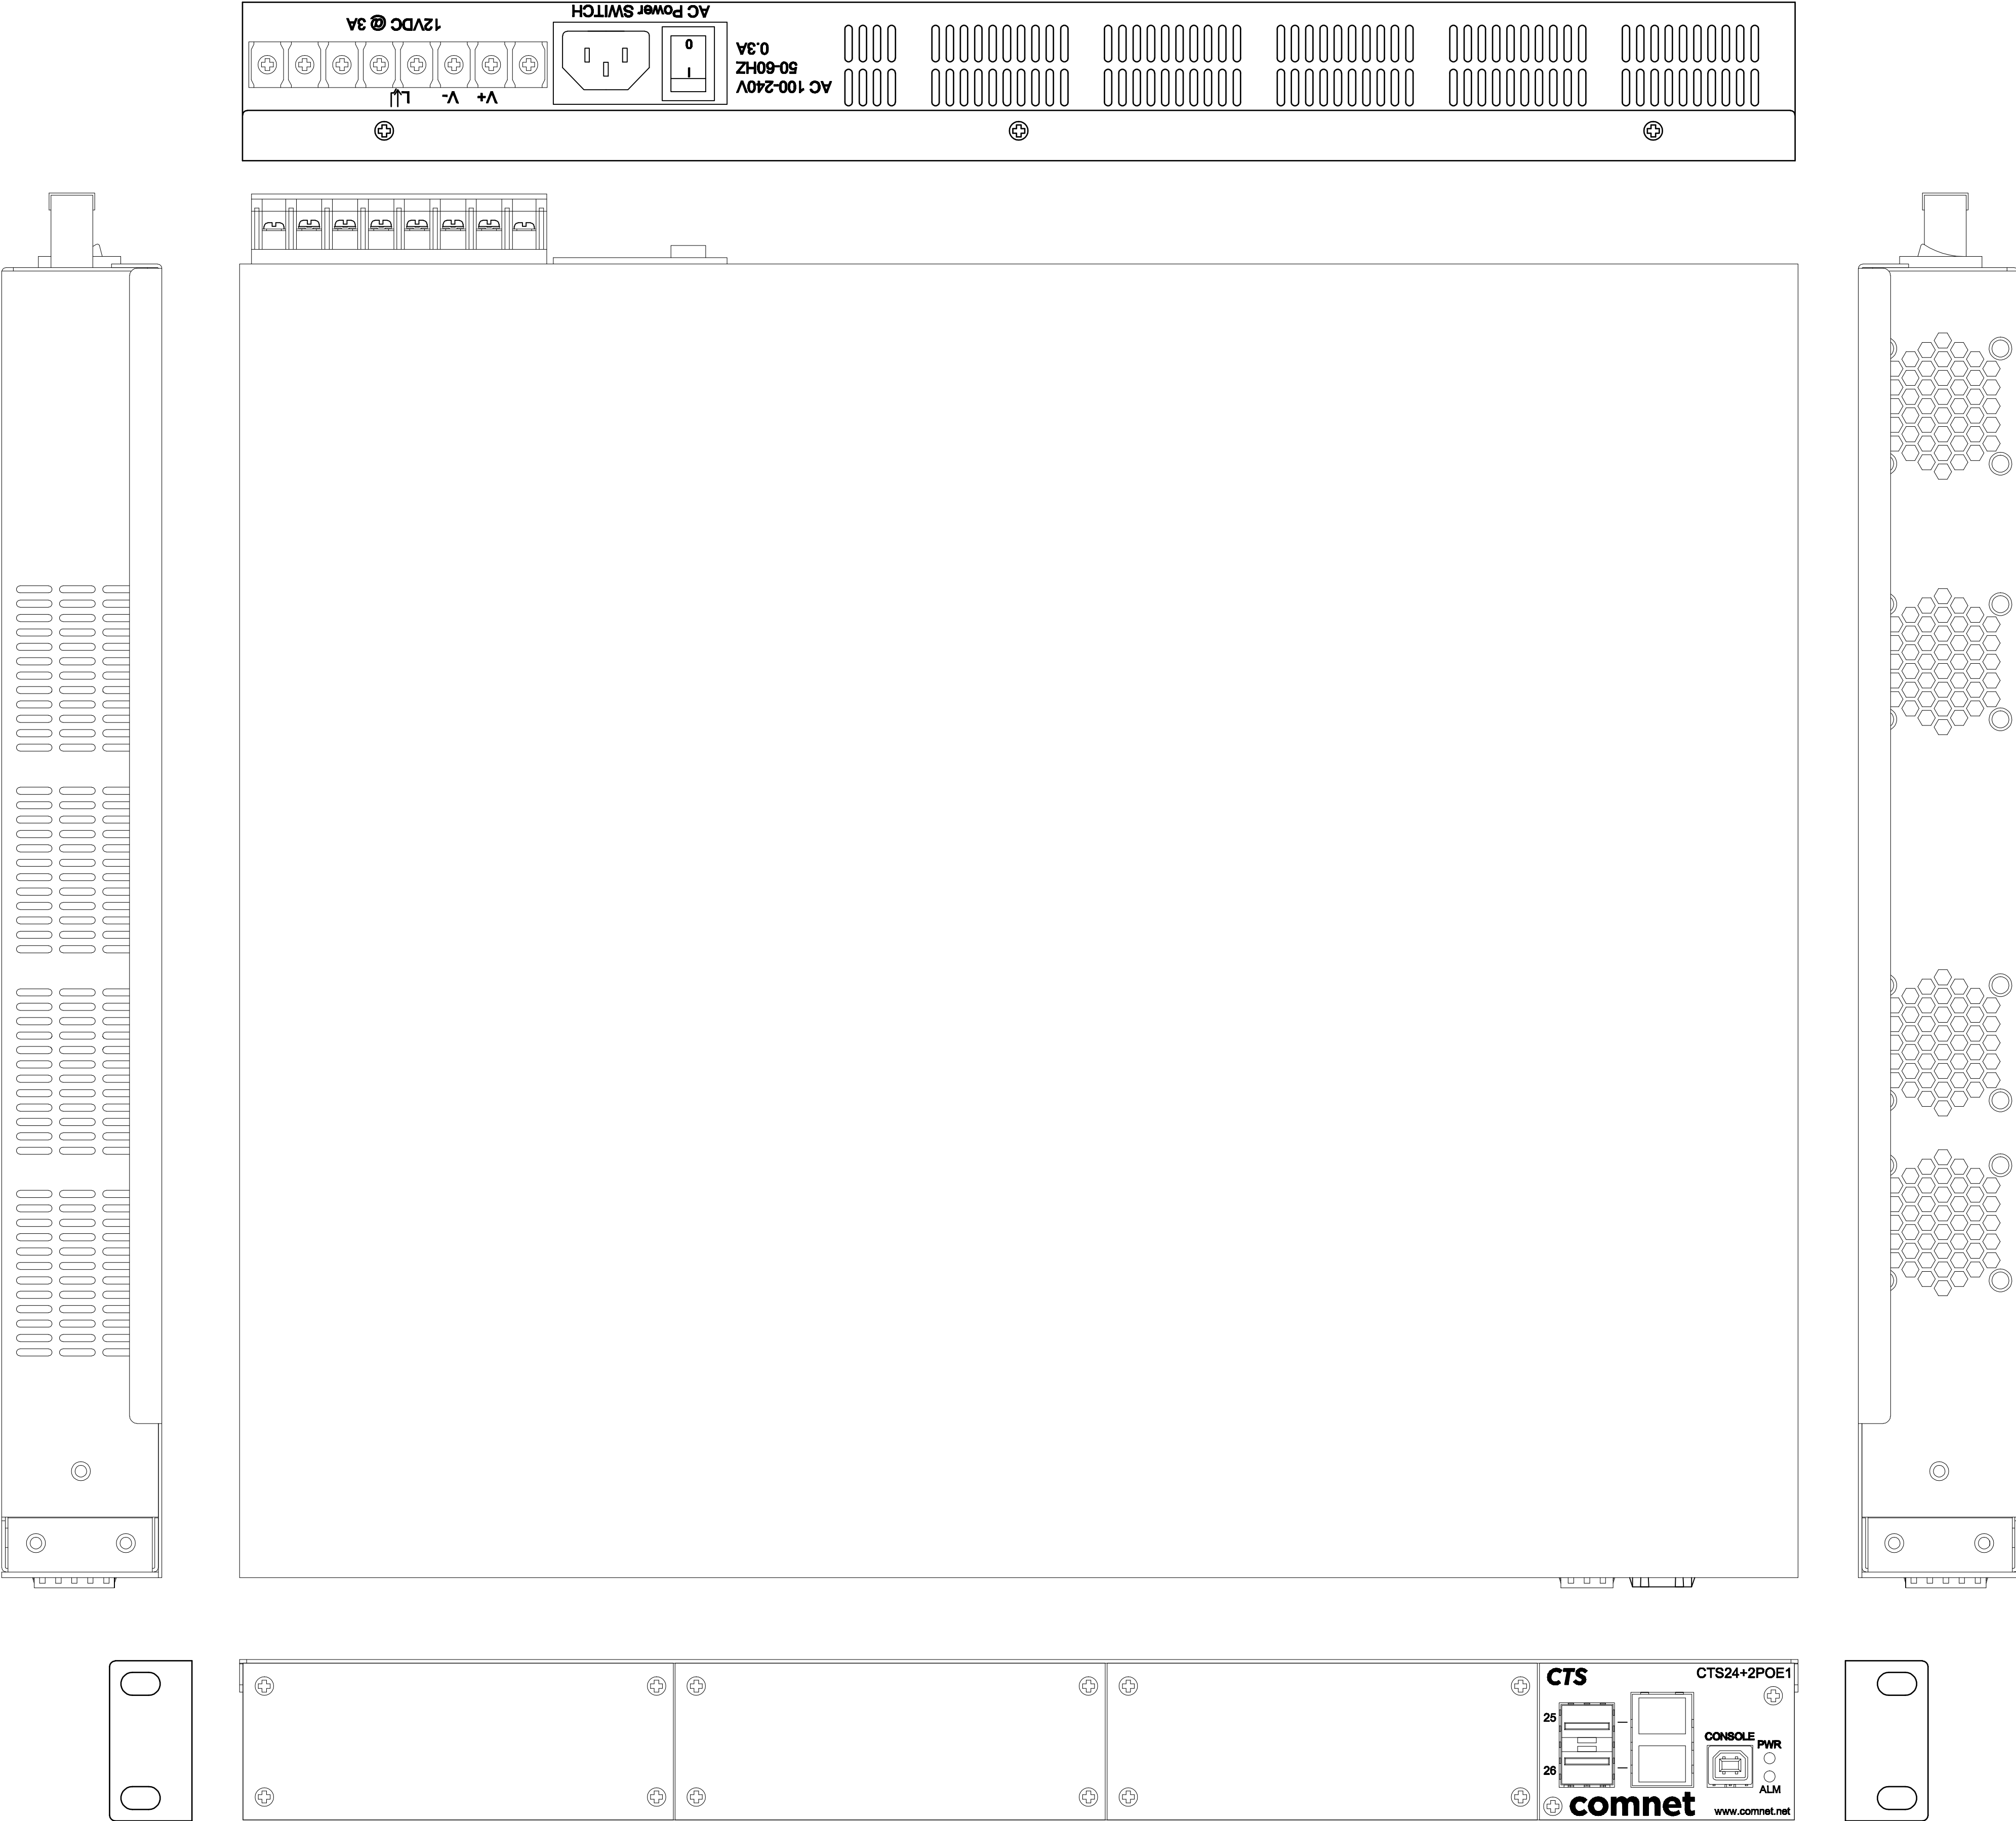 AC Power SWITCH
12VDC @ 3A
AC 100-240V
50-60HZ
0.3A
V+ V- L
0
I
CTS
CTS24+2POE1
25
26
CONSOLE
PWR
ALM
comnet
www.comnet.net